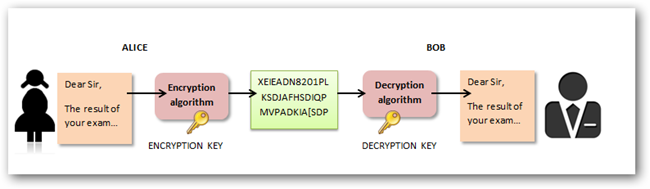 ALICE
BOB
Dear Sir,
The result of
your exam...
Encryption
algorithm
ENCRYPTION KEY
XEIEADN8201PL
KSDJAFHSDIQP
MVPADKIA[SDP
Decryption
algorithm
DECRYPTION KEY
Dear Sir,
The result of
your exam...